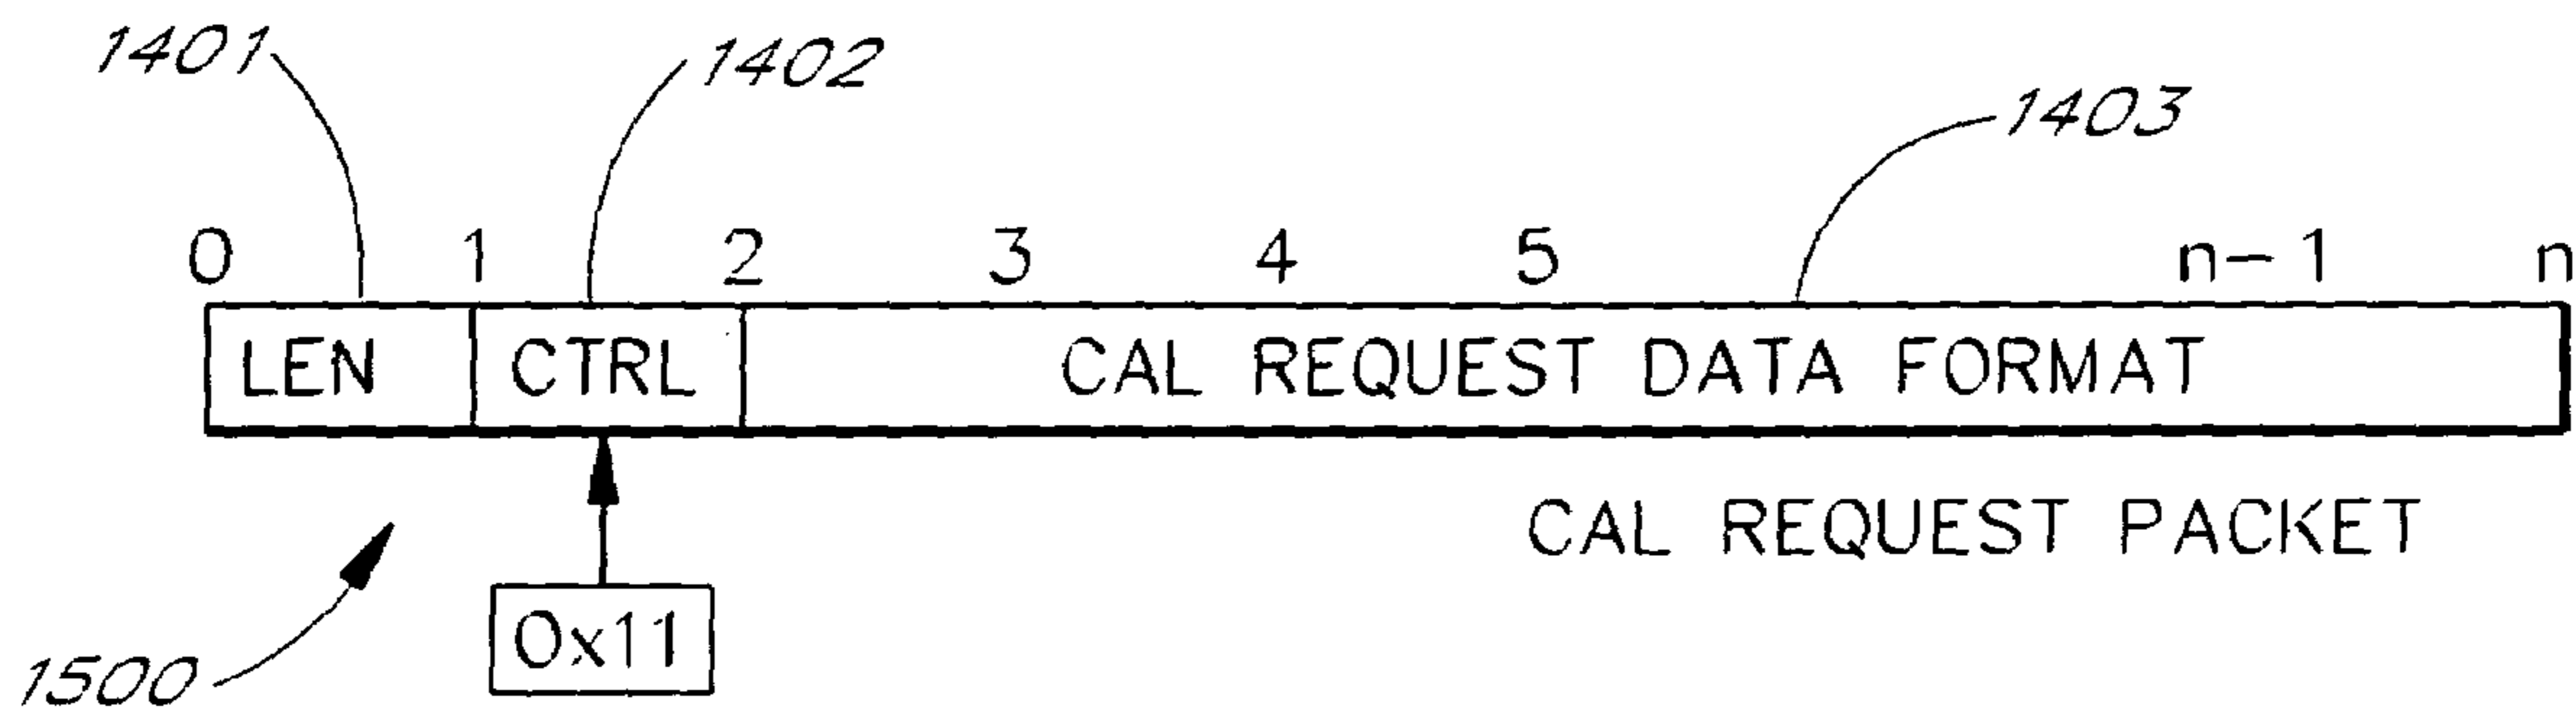 1401 1402 1403
0 1 2 3 4 5 n-1 n
LEN CTRL CAL REQUEST DATA FORMAT
CAL REQUEST PACKET
0x11
1500